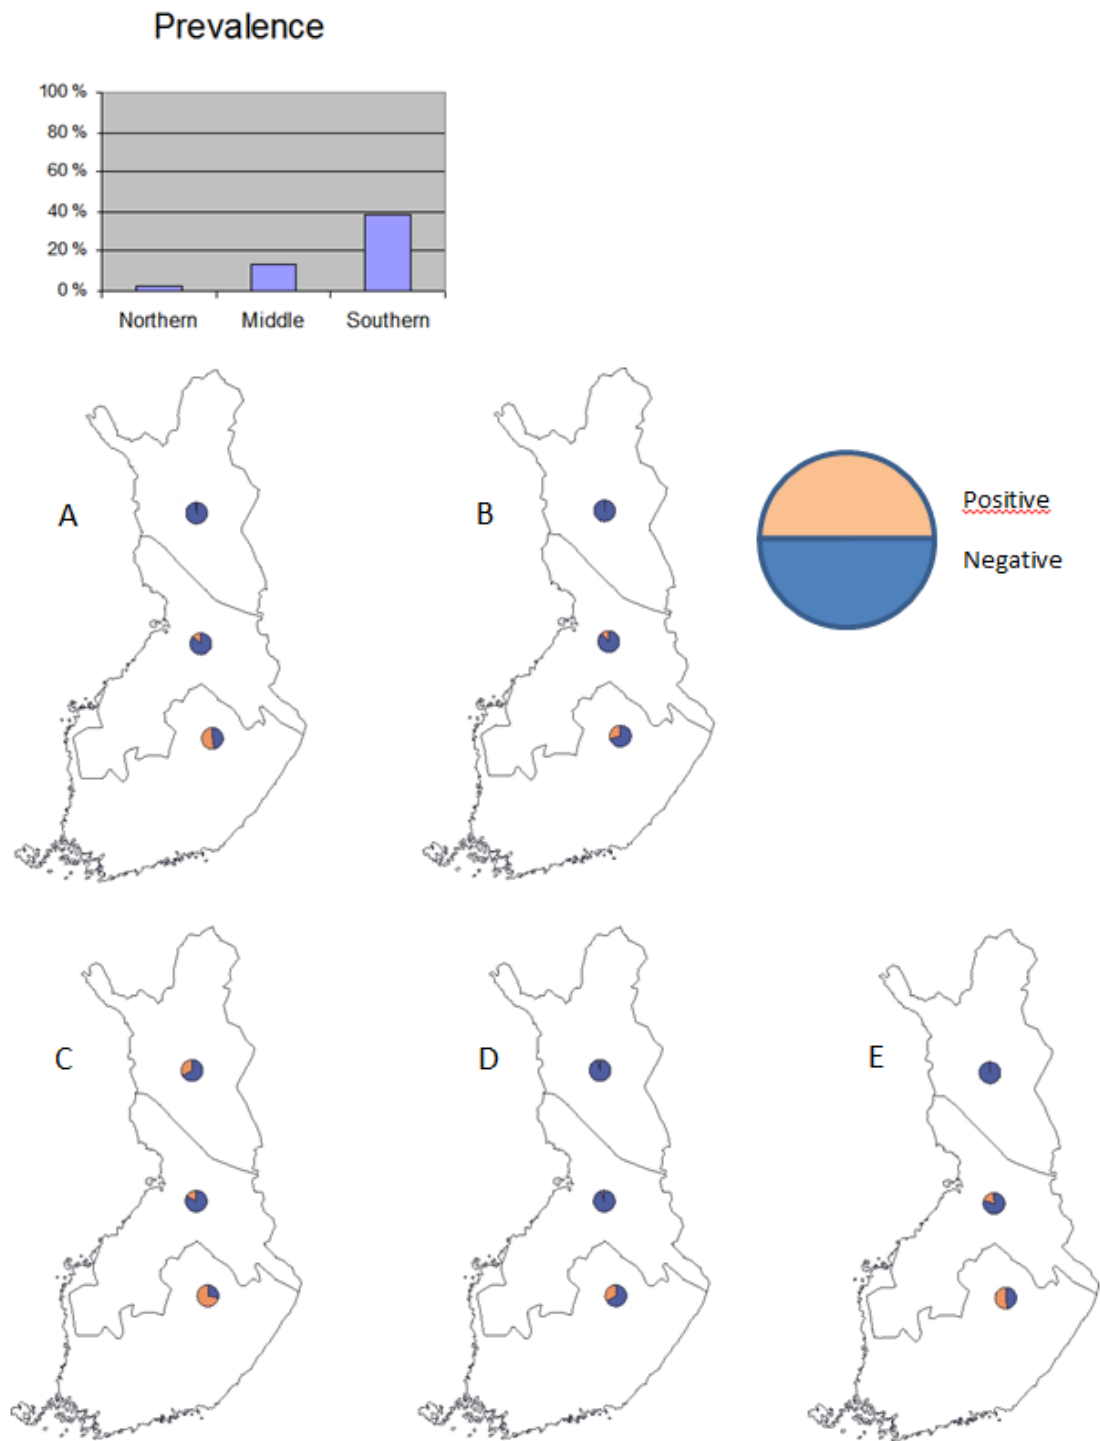 Prevalence
100 %
80 %
60 %
40 %
20 %
0 %
Northern Middle Southern
A
B
Positive
Negative
C
D
E